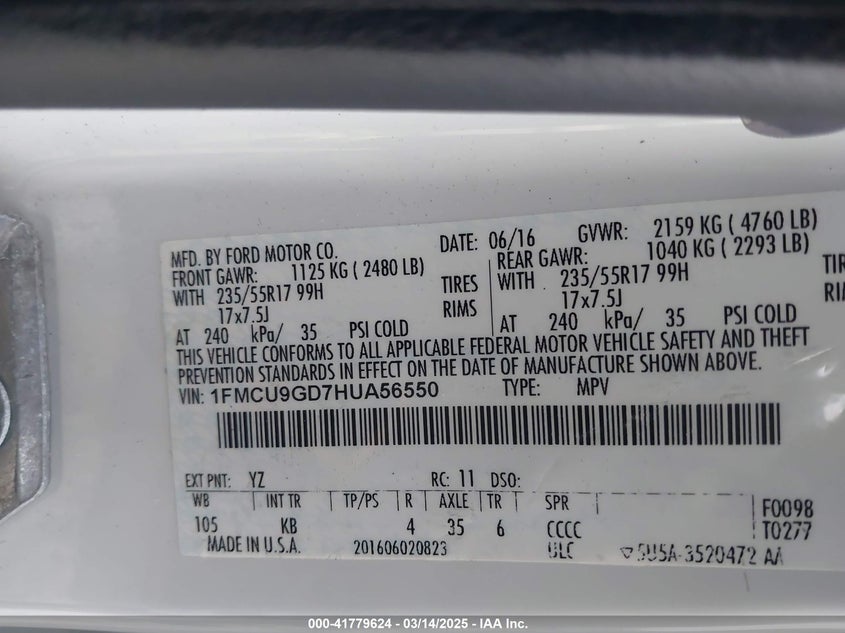 MFD. BY FORD MOTOR CO. DATE: 06/16 GVWR: 2159 KG ( 4760 LB)
FRONT GAWR: 1125 KG ( 2480 LB) REAR GAWR: 1040 KG ( 2293 LB)
WITH 235/55R17 99H TIRES WITH 235/55R17 99H
17x7.5J RIMS 17x7.5J
AT 240 kPa/ 35 PSI COLD AT 240 kPa/ 35 PSI COLD
THIS VEHICLE CONFORMS TO ALL APPLICABLE FEDERAL MOTOR VEHICLE SAFETY AND THEFT
PREVENTION STANDARDS IN EFFECT ON THE DATE OF MANUFACTURE SHOWN ABOVE.
VIN: 1FMCU9GD7HUA56550 TYPE: MPV
EXT PNT: YZ RC: 11 DSO:
WB INT TR TP/PS R AXLE TR SPR F0098
105 KB 4 35 6 CCCC T0277
MADE IN U.S.A. 201606020823 ULC 5U5A-3520472 AA
000-41779624 - 03/14/2025 - IAA Inc.